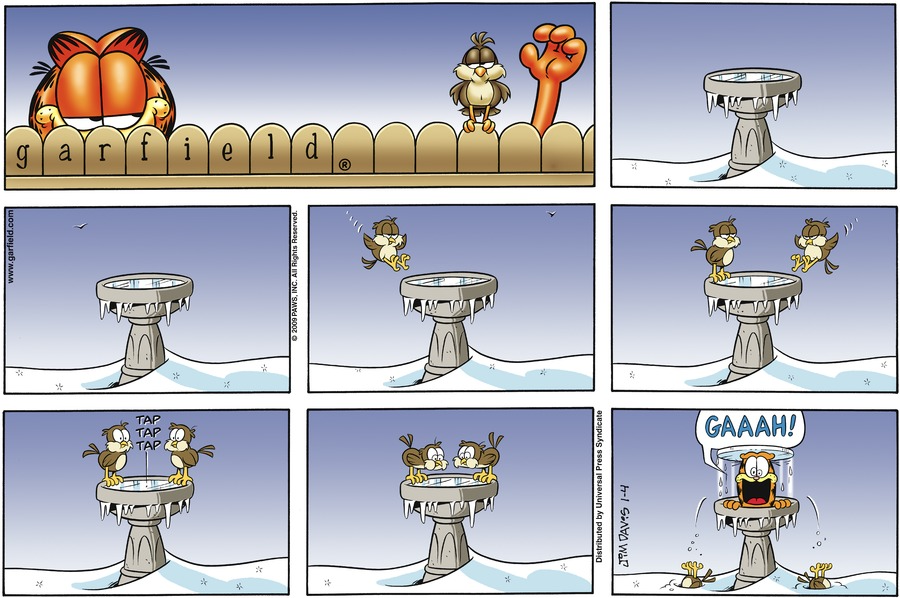 garfield®
www.garfield.com
© 2009 PAWS, INC. All Rights Reserved.
TAP
TAP
TAP
Distributed by Universal Press Syndicate
GAAAH!
JIM DAVIS 1-4